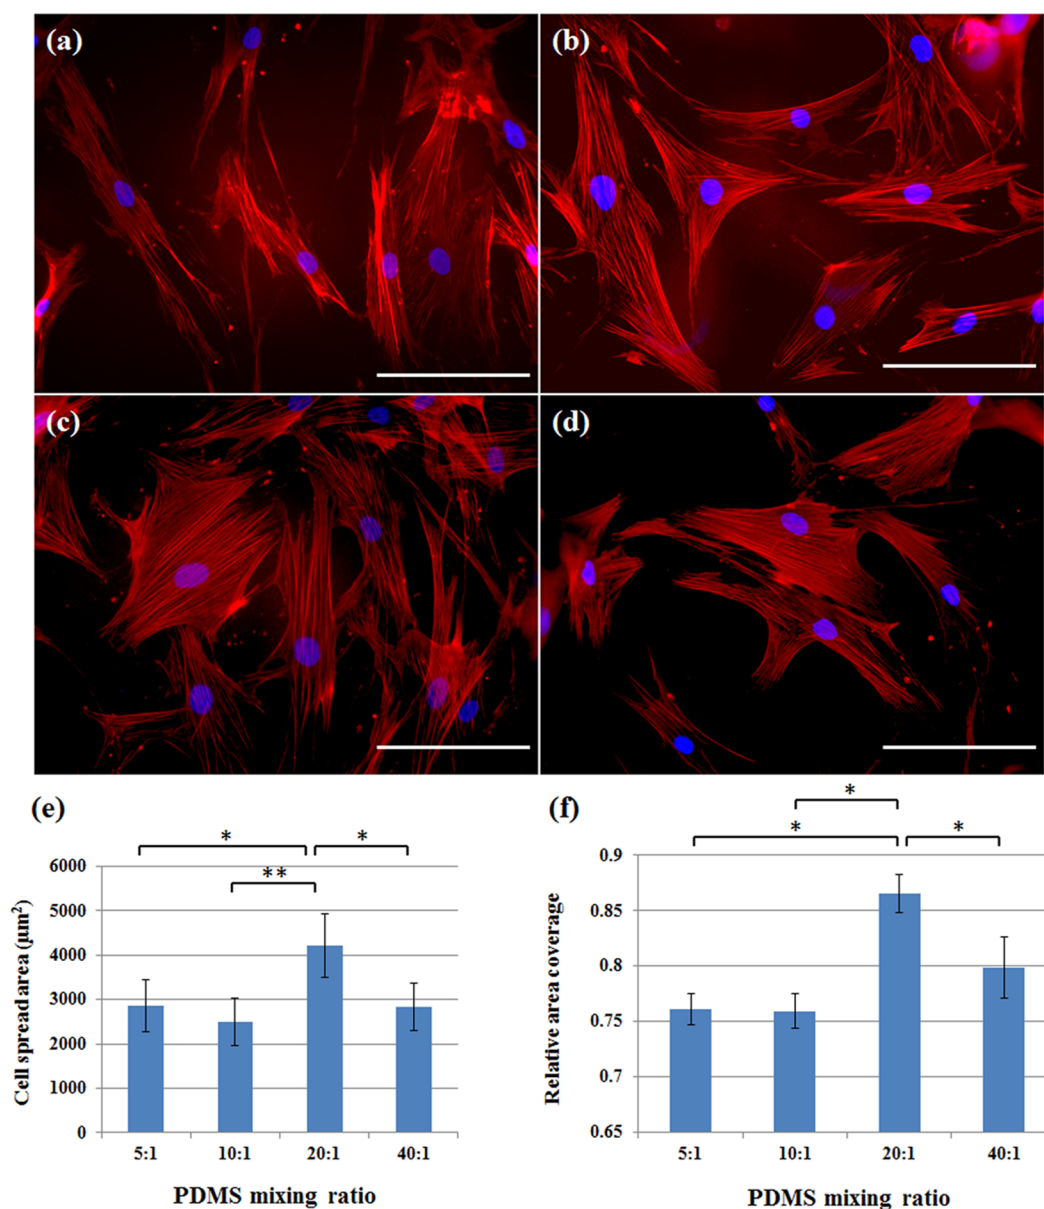 (a)
(b)
(c)
(d)
(e)
* *
**
6000
5000
4000
3000
2000
1000
0
Cell spread area (µm²)
5:1 10:1 20:1 40:1
PDMS mixing ratio
(f)
*
* *
0.9
0.85
0.8
0.75
0.7
0.65
Relative area coverage
5:1 10:1 20:1 40:1
PDMS mixing ratio